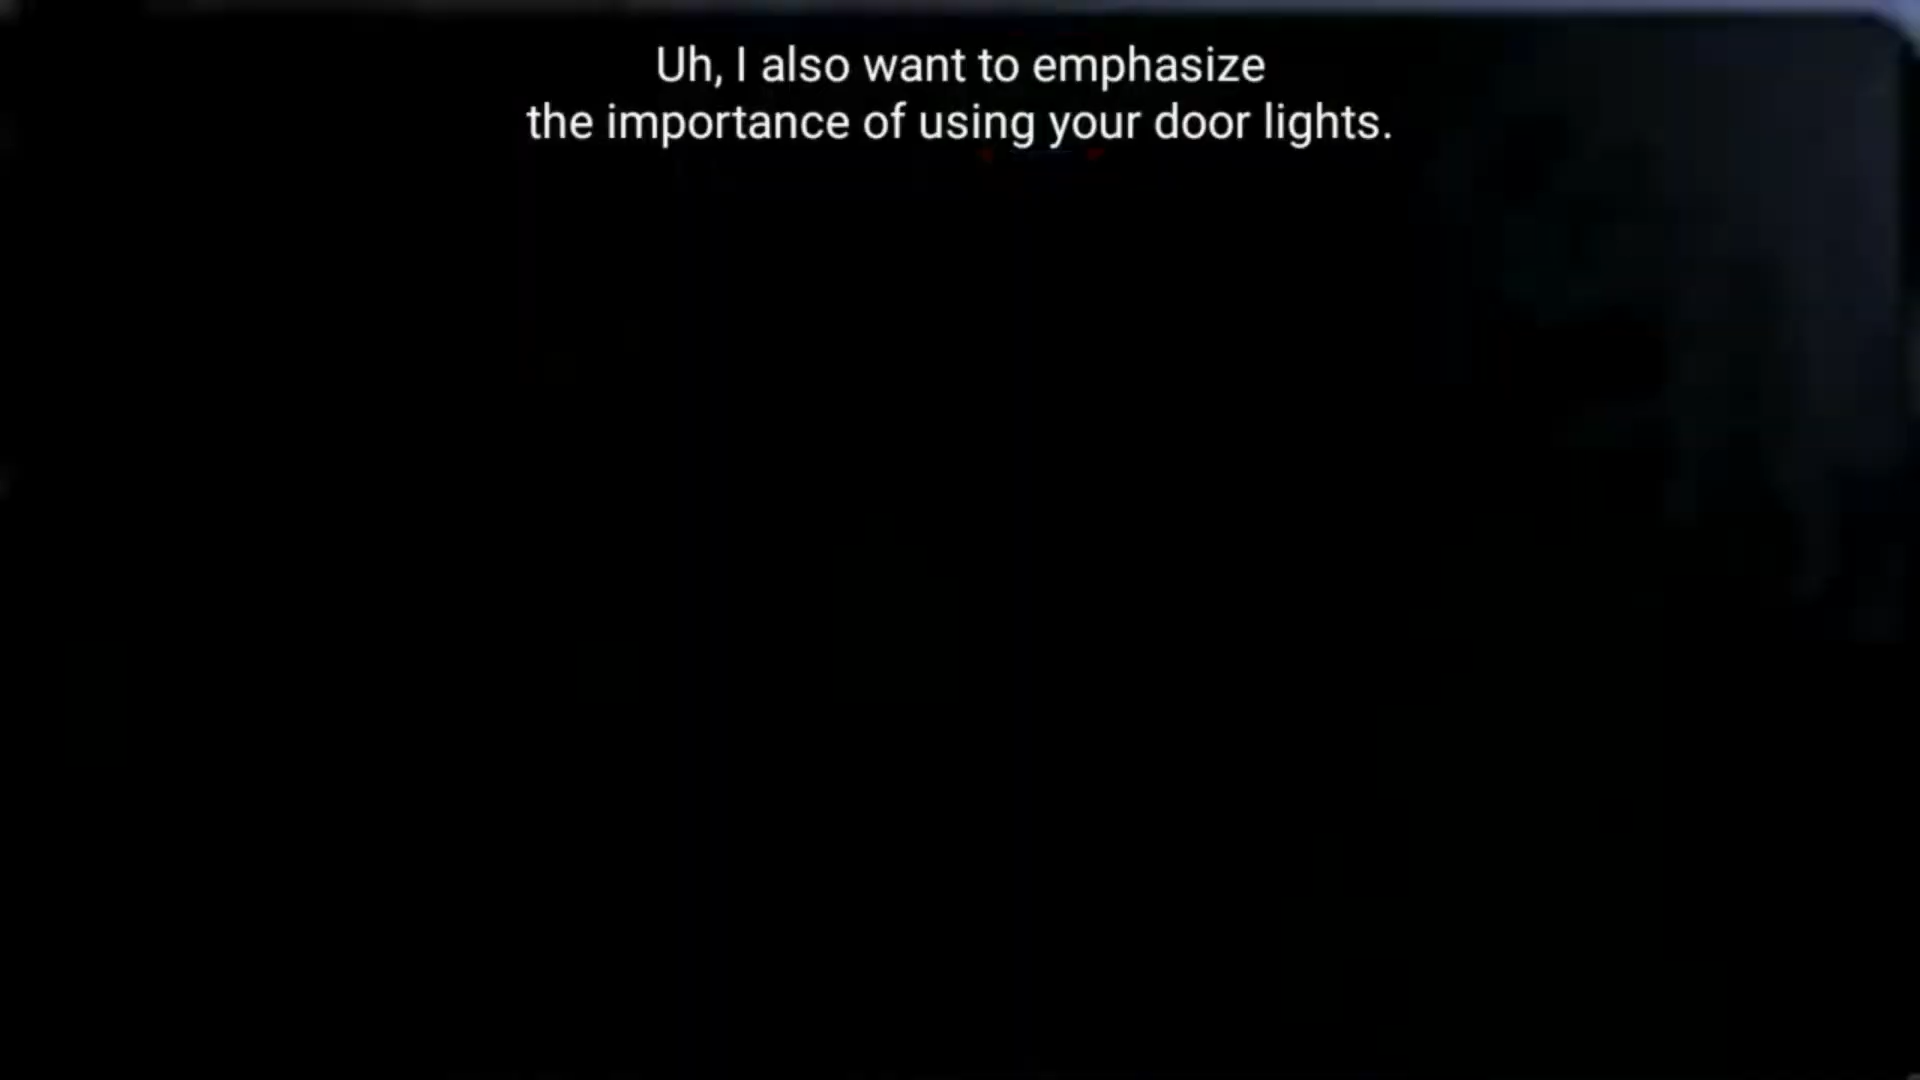 Uh, I also want to emphasize
the importance of using your door lights.